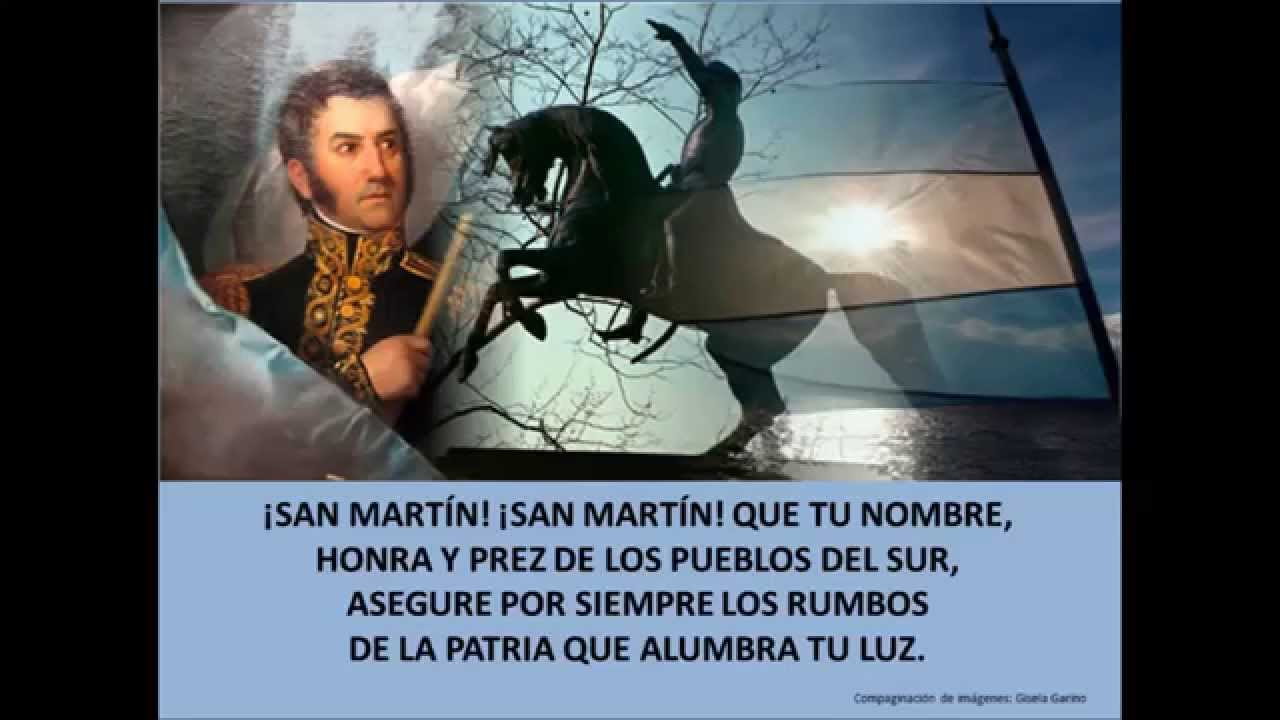 ¡SAN MARTÍN! ¡SAN MARTÍN! QUE TU NOMBRE,
HONRA Y PREZ DE LOS PUEBLOS DEL SUR,
ASEGURE POR SIEMPRE LOS RUMBOS
DE LA PATRIA QUE ALUMBRA TU LUZ.
Compaginación de imágenes: Gisela Garino